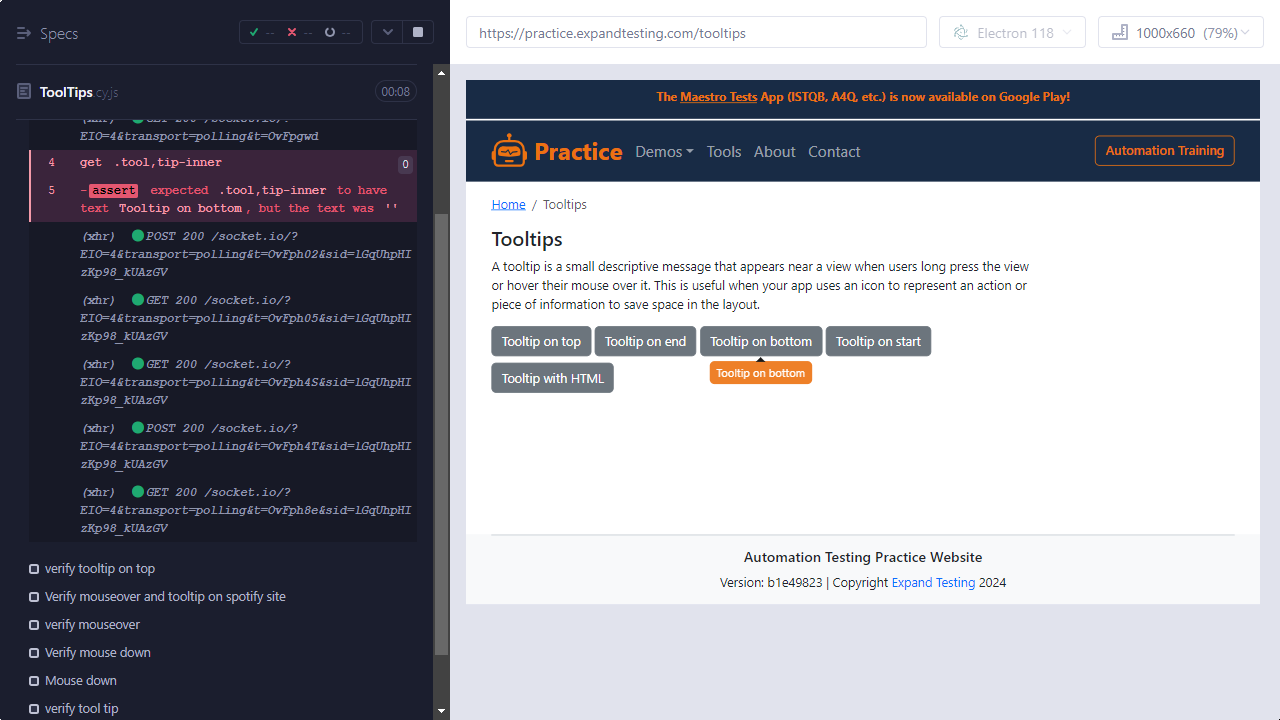 Specs
-- -- --
ToolTips.cy.js
00:08
(xhr) GET 200 /socket.io/?
EIO=4&transport=polling&t=OvFpgwd
4 get .tool,tip-inner 0
5 -assert expected .tool,tip-inner to have
text Tooltip on bottom, but the text was ''
(xhr) POST 200 /socket.io/?
EIO=4&transport=polling&t=OvFph02&sid=lGqUhpHI
zKp98_kUAzGV
(xhr) GET 200 /socket.io/?
EIO=4&transport=polling&t=OvFph05&sid=lGqUhpHI
zKp98_kUAzGV
(xhr) GET 200 /socket.io/?
EIO=4&transport=polling&t=OvFph4S&sid=lGqUhpHI
zKp98_kUAzGV
(xhr) POST 200 /socket.io/?
EIO=4&transport=polling&t=OvFph4T&sid=lGqUhpHI
zKp98_kUAzGV
(xhr) GET 200 /socket.io/?
EIO=4&transport=polling&t=OvFph8e&sid=lGqUhpHI
zKp98_kUAzGV
verify tooltip on top
Verify mouseover and tooltip on spotify site
verify mouseover
Verify mouse down
Mouse down
verify tool tip
https://practice.expandtesting.com/tooltips
Electron 118
1000x660 (79%)
The Maestro Tests App (ISTQB, A4Q, etc.) is now available on Google Play!
Practice Demos Tools About Contact
Automation Training
Home / Tooltips
Tooltips
A tooltip is a small descriptive message that appears near a view when users long press the view
or hover their mouse over it. This is useful when your app uses an icon to represent an action or
piece of information to save space in the layout.
Tooltip on top Tooltip on end Tooltip on bottom Tooltip on start
Tooltip with HTML
Tooltip on bottom
Automation Testing Practice Website
Version: b1e49823 | Copyright Expand Testing 2024